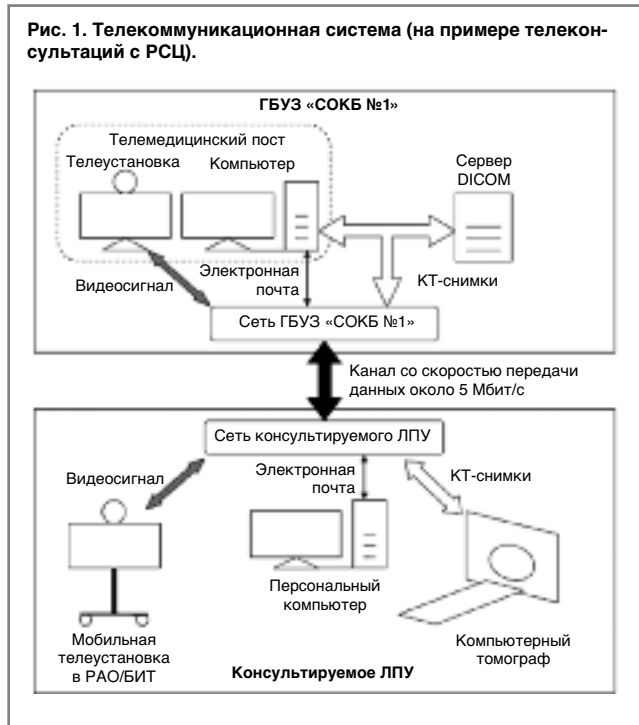 Рис. 1. Телекоммуникационная система (на примере телекон-
сультаций с РСЦ).
ГБУЗ «СОКБ №1»
Телемедицинский пост
Телеустановка
Компьютер
Сервер
DICOM
Видеосигнал
Электронная
почта
КТ-снимки
Сеть ГБУЗ «СОКБ №1»
Канал со скоростью передачи
данных около 5 Мбит/с
Сеть консультируемого ЛПУ
Видеосигнал
Электронная
почта
КТ-снимки
Мобильная
телеустановка
в РАО/БИТ
Персональный
компьютер
Компьютерный
томограф
Консультируемое ЛПУ